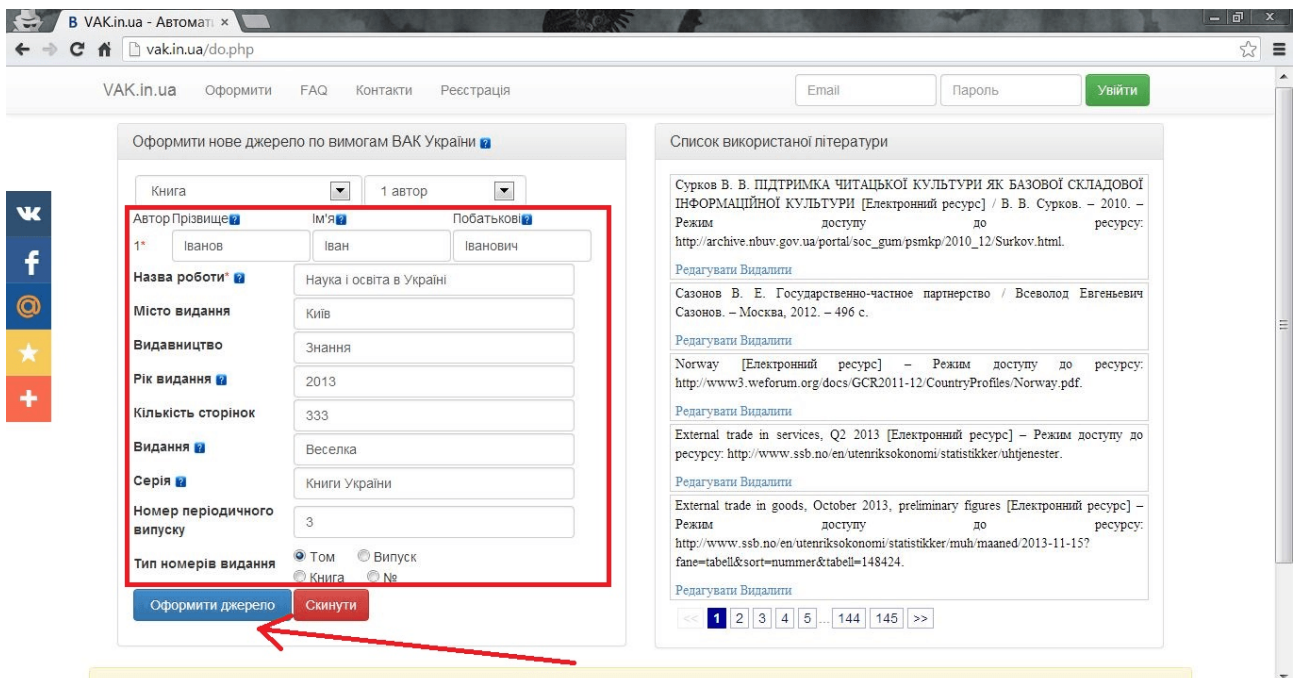 B VAK.in.ua - Автомат
vak.in.ua/do.php
VAK.in.ua Оформити FAQ Контакти Реєстрація Email Пароль Увійти
Оформити нове джерело по вимогам ВАК України ?
Книга 1 автор
Автор Прізвище? Ім'я? Побатькові?
1* Іванов Іван Іванович
Назва роботи* ? Наука і освіта в Україні
Місто видання Київ
Видавництво Знання
Рік видання ? 2013
Кількість сторінок 333
Видання ? Веселка
Серія ? Книги України
Номер періодичного
випуску 3
Тип номерів видання Том Випуск
Книга №
Оформити джерело Скинути
Список використаної літератури
Сурков В. В. ПІДТРИМКА ЧИТАЦЬКОЇ КУЛЬТУРИ ЯК БАЗОВОЇ СКЛАДОВОЇ
ІНФОРМАЦІЙНОЇ КУЛЬТУРИ [Електронний ресурс] / В. В. Сурков. – 2010. –
Режим доступу до ресурсу:
http://archive.nbuv.gov.ua/portal/soc_gum/psmkp/2010_12/Surkov.html.
Редагувати Видалити
Сазонов В. Е. Государственно-частное партнерство / Всеволод Евгеньевич
Сазонов. – Москва, 2012. – 496 с.
Редагувати Видалити
Norway [Електронний ресурс] – Режим доступу до ресурсу:
http://www3.weforum.org/docs/GCR2011-12/CountryProfiles/Norway.pdf.
Редагувати Видалити
External trade in services, Q2 2013 [Електронний ресурс] – Режим доступу до
ресурсу: http://www.ssb.no/en/utenriksokonomi/statistikker/uhtjenester.
Редагувати Видалити
External trade in goods, October 2013, preliminary figures [Електронний ресурс] –
Режим доступу до ресурсу:
http://www.ssb.no/en/utenriksokonomi/statistikker/muh/maaned/2013-11-15?
fane=tabell&sort=nummer&tabell=148424.
Редагувати Видалити
<< 1 2 3 4 5 ... 144 145 >>